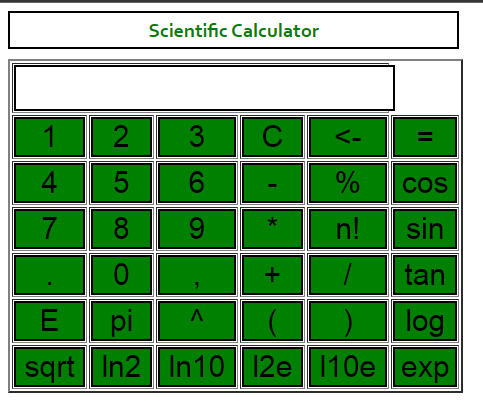 Scientific Calculator
1 2 3 C <- =
4 5 6 - % cos
7 8 9 * n! sin
. 0 , + / tan
E pi ^ ( ) log
sqrt ln2 ln10 l2e l10e exp